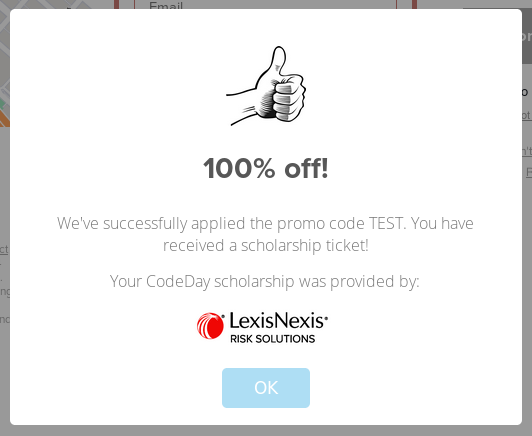 Email
100% off!
We've successfully applied the promo code TEST. You have
received a scholarship ticket!
Your CodeDay scholarship was provided by:
LexisNexis®
RISK SOLUTIONS
OK